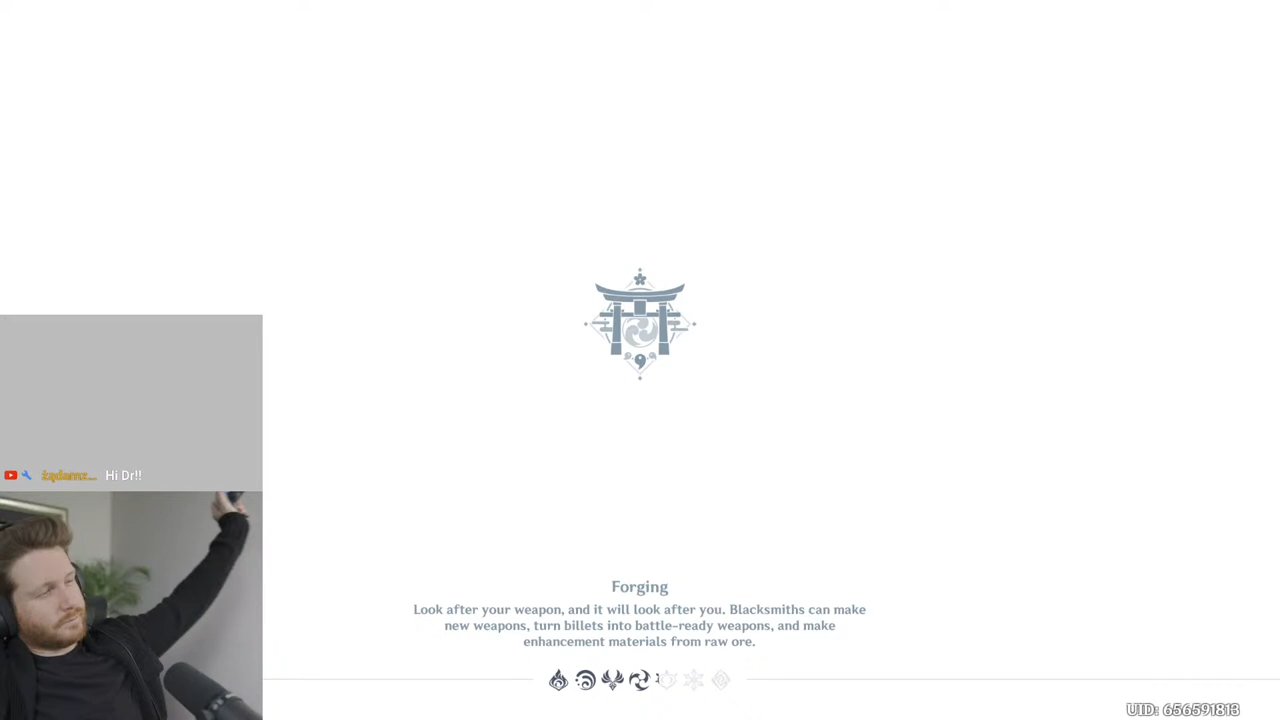 Hi Dr!!
Forging
Look after your weapon, and it will look after you. Blacksmiths can make
new weapons, turn billets into battle-ready weapons, and make
enhancement materials from raw ore.
UID: 656591813